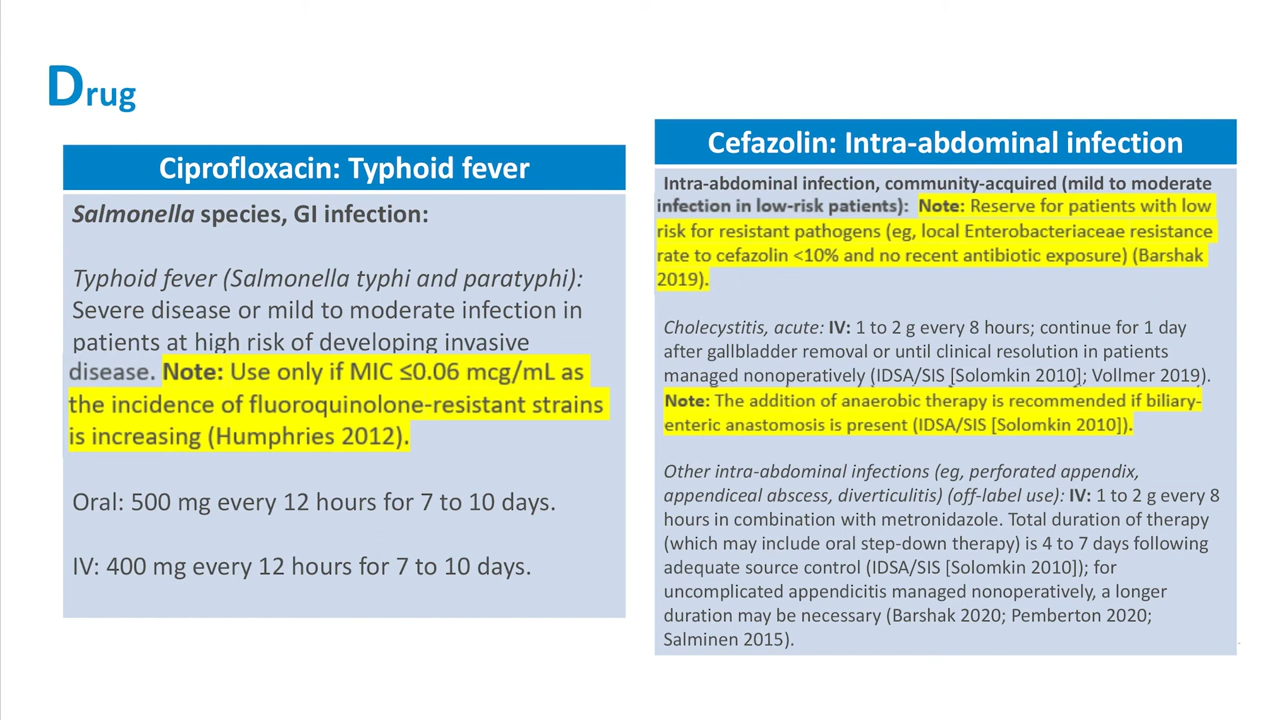 Drug
Ciprofloxacin: Typhoid fever
Salmonella species, GI infection:
Typhoid fever (Salmonella typhi and paratyphi):
Severe disease or mild to moderate infection in
patients at high risk of developing invasive
disease. Note: Use only if MIC ≤0.06 mcg/mL as
the incidence of fluoroquinolone-resistant strains
is increasing (Humphries 2012).
Oral: 500 mg every 12 hours for 7 to 10 days.
IV: 400 mg every 12 hours for 7 to 10 days.
Cefazolin: Intra-abdominal infection
Intra-abdominal infection, community-acquired (mild to moderate
infection in low-risk patients): Note: Reserve for patients with low
risk for resistant pathogens (eg, local Enterobacteriaceae resistance
rate to cefazolin <10% and no recent antibiotic exposure) (Barshak
2019).
Cholecystitis, acute: IV: 1 to 2 g every 8 hours; continue for 1 day
after gallbladder removal or until clinical resolution in patients
managed nonoperatively (IDSA/SIS [Solomkin 2010]; Vollmer 2019).
Note: The addition of anaerobic therapy is recommended if biliary-
enteric anastomosis is present (IDSA/SIS [Solomkin 2010]).
Other intra-abdominal infections (eg, perforated appendix,
appendiceal abscess, diverticulitis) (off-label use): IV: 1 to 2 g every 8
hours in combination with metronidazole. Total duration of therapy
(which may include oral step-down therapy) is 4 to 7 days following
adequate source control (IDSA/SIS [Solomkin 2010]); for
uncomplicated appendicitis managed nonoperatively, a longer
duration may be necessary (Barshak 2020; Pemberton 2020;
Salminen 2015).